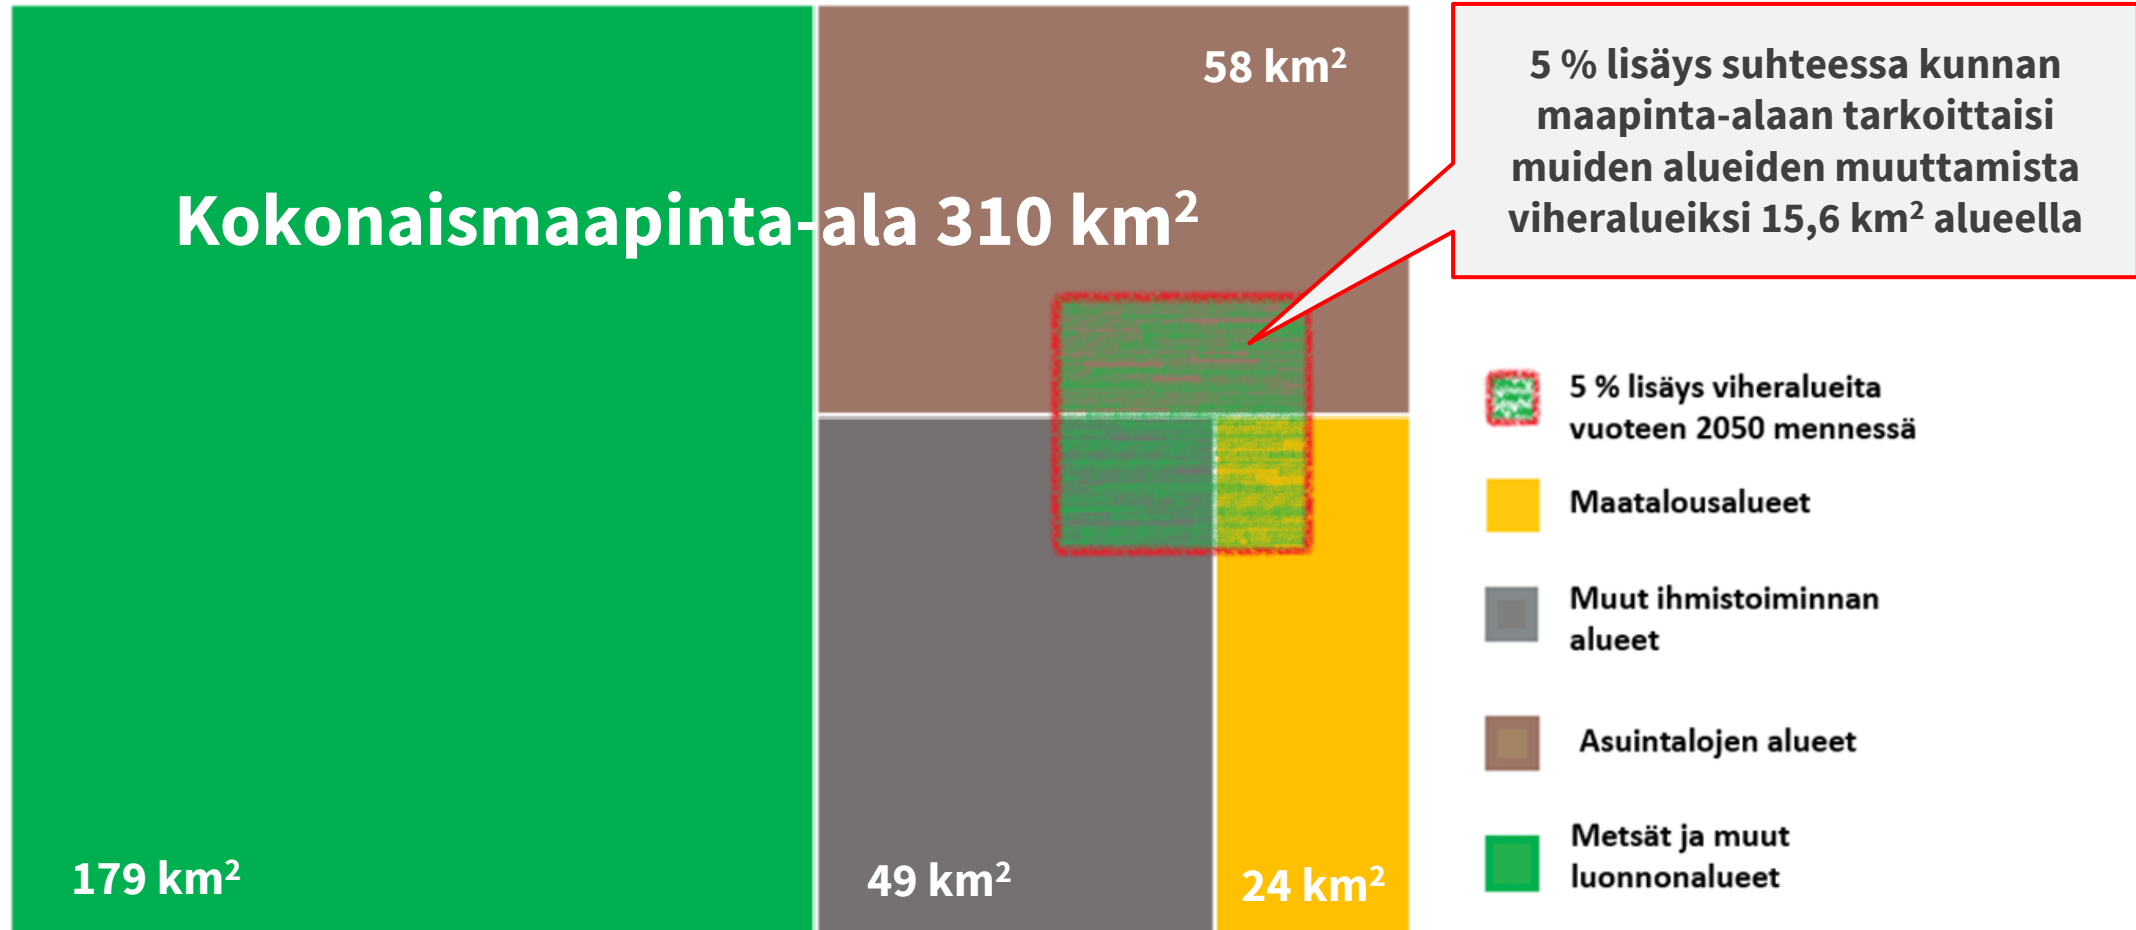 58 km²
Kokonaismaapinta-ala 310 km²
179 km²
49 km²
24 km²
5 % lisäys suhteessa kunnan
maapinta-alaan tarkoittaisi
muiden alueiden muuttamista
viheralueiksi 15,6 km² alueella
5 % lisäys viheralueita
vuoteen 2050 mennessä
Maatalousalueet
Muut ihmistoiminnan
alueet
Asuintalojen alueet
Metsät ja muut
luonnonalueet